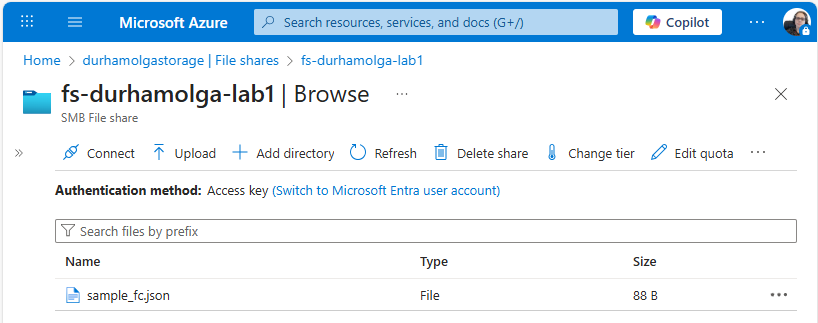 Microsoft Azure Search resources, services, and docs (G+/) Copilot ...
Home > durhamolgastorage | File shares > fs-durhamolga-lab1
fs-durhamolga-lab1 | Browse ...
SMB File share
» Connect Upload Add directory Refresh Delete share Change tier Edit quota ...
Authentication method: Access key (Switch to Microsoft Entra user account)
Search files by prefix
Name Type Size
sample_fc.json File 88 B ...